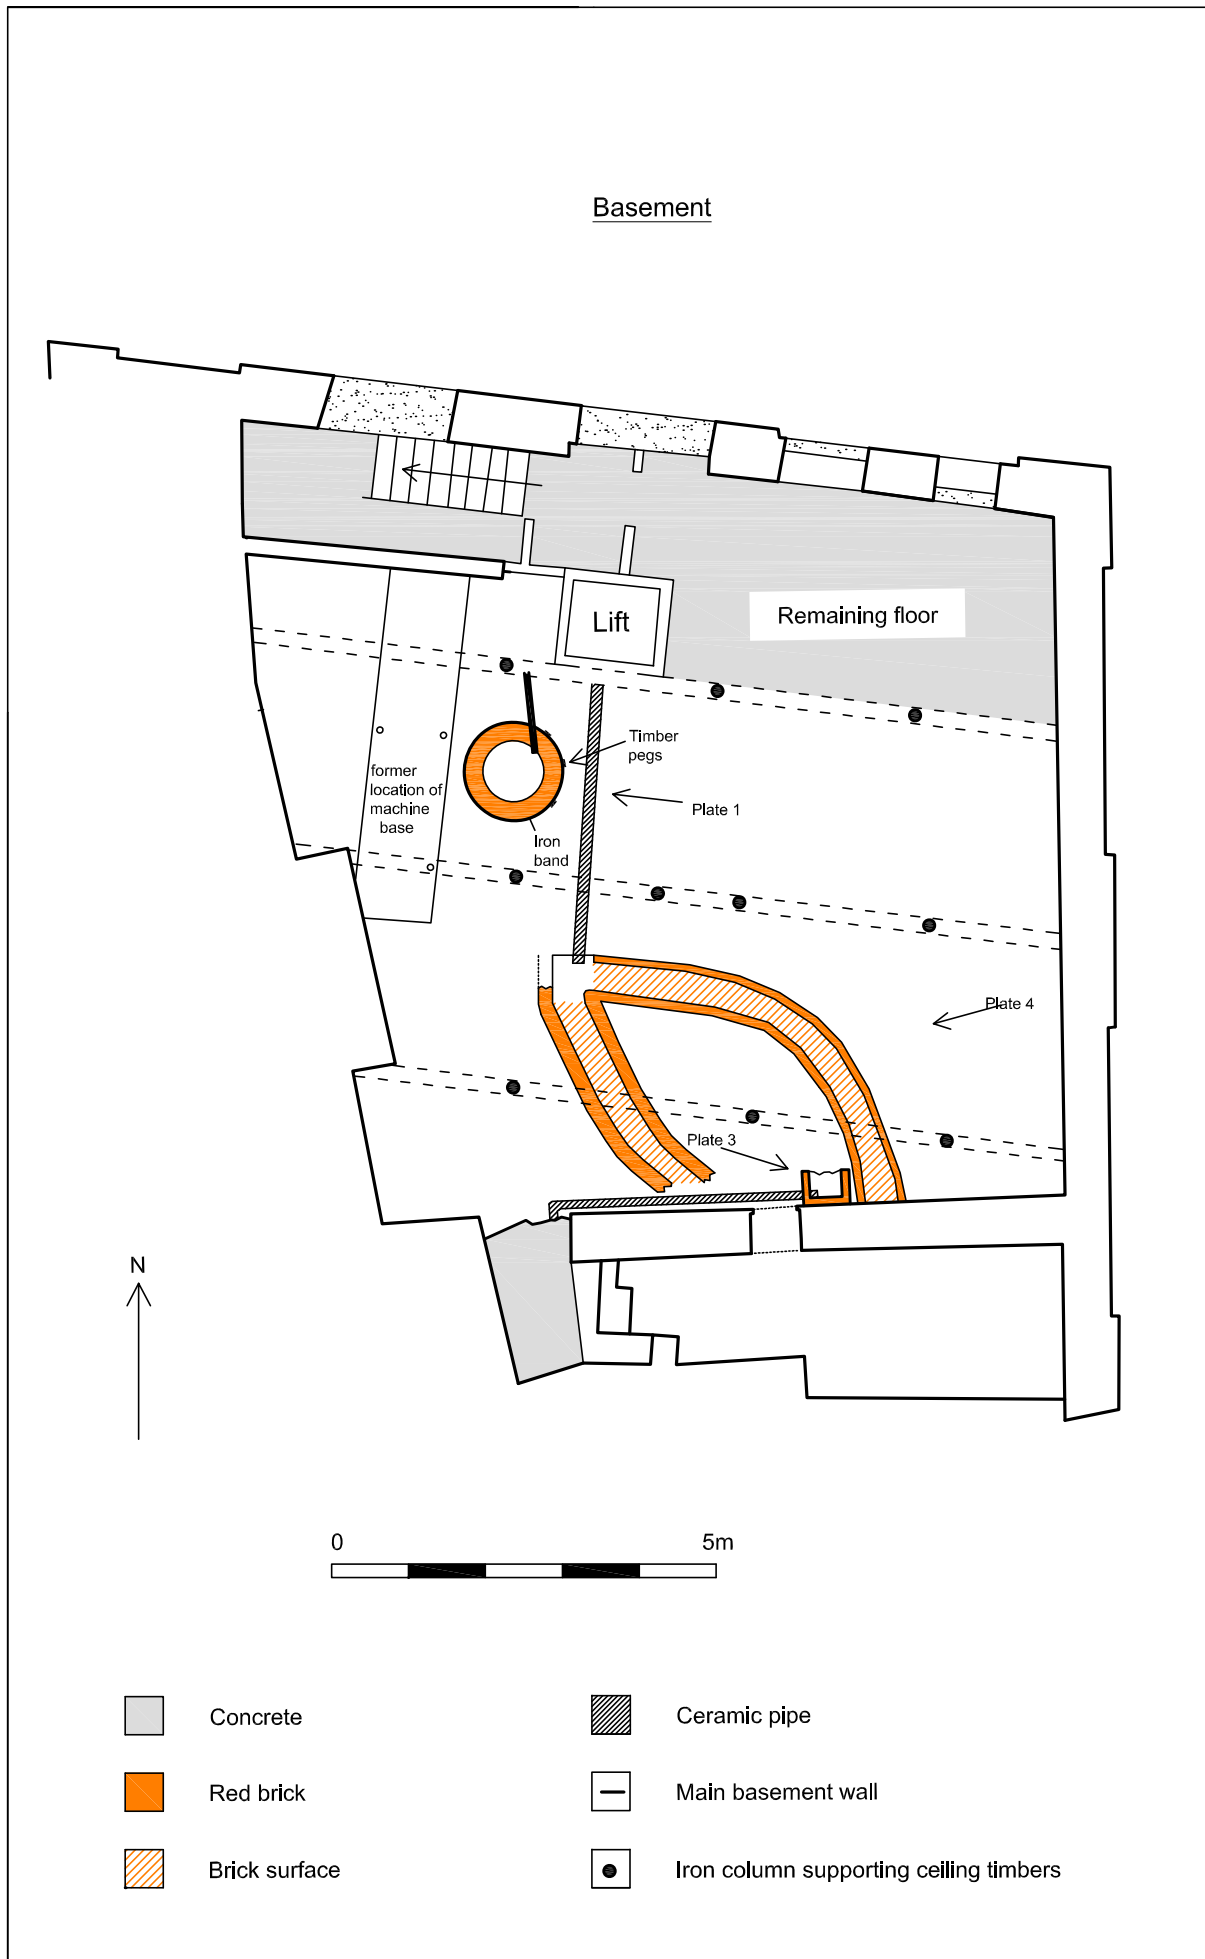 Basement
Lift
Remaining floor
Timber
pegs
former
location of
machine
base
Plate 1
Iron
band
Plate 4
Plate 3
N
0 5m
Concrete
Ceramic pipe
Red brick
Main basement wall
Brick surface
Iron column supporting ceiling timbers